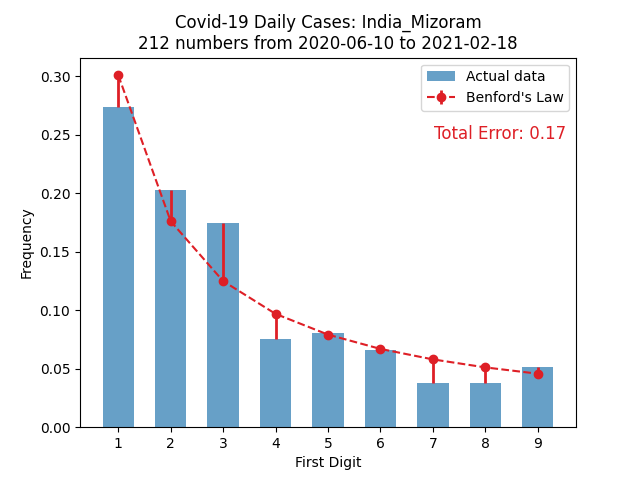 Covid-19 Daily Cases: India_Mizoram
212 numbers from 2020-06-10 to 2021-02-18
Actual data
Benford's Law
Total Error: 0.17
Frequency
0.30
0.25
0.20
0.15
0.10
0.05
0.00
1 2 3 4 5 6 7 8 9
First Digit